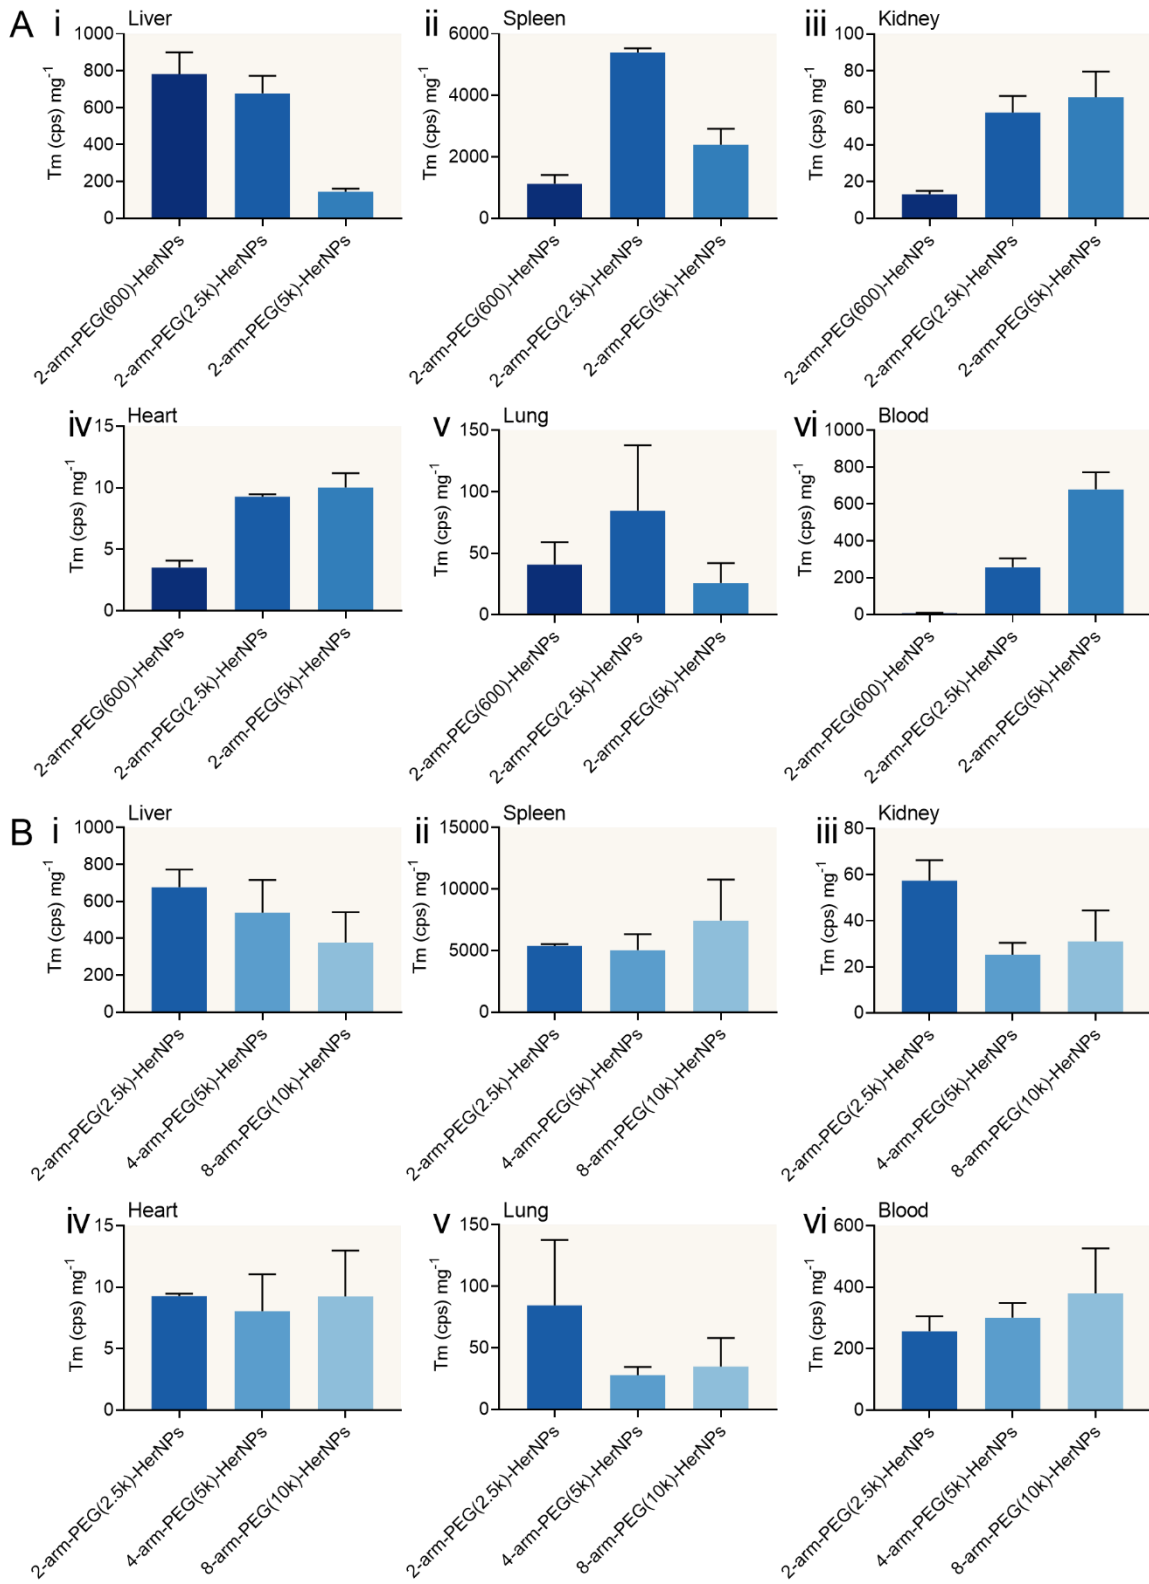 A
i
Liver
Tm (cps) mg-1
1000
800
600
400
200
0
2-arm-PEG(600)-HerNPs
2-arm-PEG(2.5k)-HerNPs
2-arm-PEG(5k)-HerNPs
ii
Spleen
Tm (cps) mg-1
6000
4000
2000
0
2-arm-PEG(600)-HerNPs
2-arm-PEG(2.5k)-HerNPs
2-arm-PEG(5k)-HerNPs
iii
Kidney
Tm (cps) mg-1
100
80
60
40
20
0
2-arm-PEG(600)-HerNPs
2-arm-PEG(2.5k)-HerNPs
2-arm-PEG(5k)-HerNPs
iv
Heart
Tm (cps) mg-1
15
10
5
0
2-arm-PEG(600)-HerNPs
2-arm-PEG(2.5k)-HerNPs
2-arm-PEG(5k)-HerNPs
v
Lung
Tm (cps) mg-1
150
100
50
0
2-arm-PEG(600)-HerNPs
2-arm-PEG(2.5k)-HerNPs
2-arm-PEG(5k)-HerNPs
vi
Blood
Tm (cps) mg-1
1000
800
600
400
200
0
2-arm-PEG(600)-HerNPs
2-arm-PEG(2.5k)-HerNPs
2-arm-PEG(5k)-HerNPs
B
i
Liver
Tm (cps) mg-1
1000
800
600
400
200
0
2-arm-PEG(2.5k)-HerNPs
4-arm-PEG(5k)-HerNPs
8-arm-PEG(10k)-HerNPs
ii
Spleen
Tm (cps) mg-1
15000
10000
5000
0
2-arm-PEG(2.5k)-HerNPs
4-arm-PEG(5k)-HerNPs
8-arm-PEG(10k)-HerNPs
iii
Kidney
Tm (cps) mg-1
80
60
40
20
0
2-arm-PEG(2.5k)-HerNPs
4-arm-PEG(5k)-HerNPs
8-arm-PEG(10k)-HerNPs
iv
Heart
Tm (cps) mg-1
15
10
5
0
2-arm-PEG(2.5k)-HerNPs
4-arm-PEG(5k)-HerNPs
8-arm-PEG(10k)-HerNPs
v
Lung
Tm (cps) mg-1
150
100
50
0
2-arm-PEG(2.5k)-HerNPs
4-arm-PEG(5k)-HerNPs
8-arm-PEG(10k)-HerNPs
vi
Blood
Tm (cps) mg-1
600
400
200
0
2-arm-PEG(2.5k)-HerNPs
4-arm-PEG(5k)-HerNPs
8-arm-PEG(10k)-HerNPs